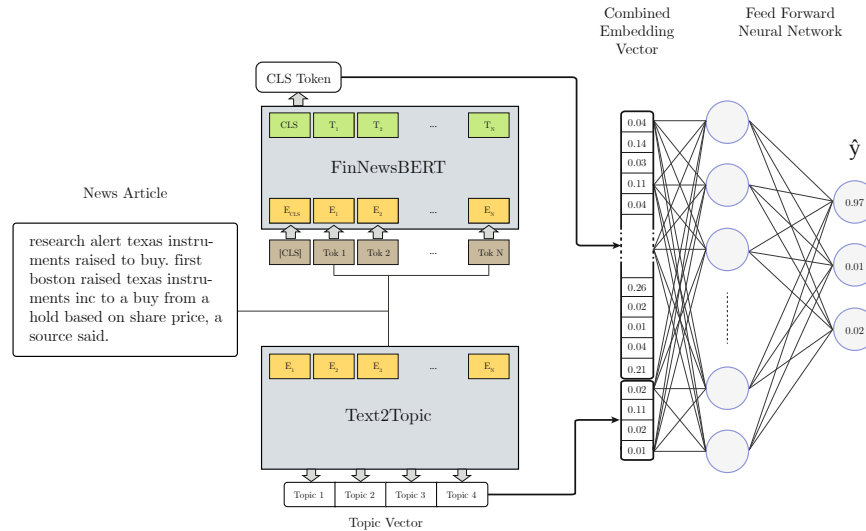 Combined
Embedding
Vector
Feed Forward
Neural Network
CLS Token
CLS T1 T2 ... TN
FinNewsBERT
ECLS E1 E2 ... EN
[CLS] Tok 1 Tok 2 ... Tok N
News Article
research alert texas instru-
ments raised to buy. first
boston raised texas instru-
ments inc to a buy from a
hold based on share price, a
source said.
E1 E2 E3 ... EN
Text2Topic
Topic 1 Topic 2 Topic 3 Topic 4
Topic Vector
0.04
0.14
0.03
0.11
0.04
0.26
0.02
0.01
0.04
0.21
0.02
0.11
0.02
0.01
ŷ
0.97
0.01
0.02